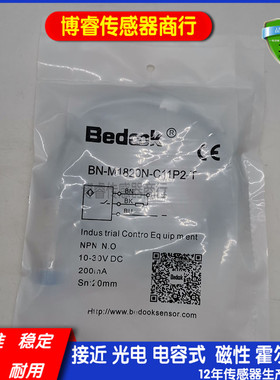 博睿传感器商行
Bedook®
CE
BN-M1820N-C11P2-T
BN
BK
BU
Industrial Contro Equipment
NPN N.O
10-30V DC
200mA
Sn:20mm
www.bedooksensor.com
稳定
耐用
接近 光电 电容式 磁性 霍尔
12年传感器生产